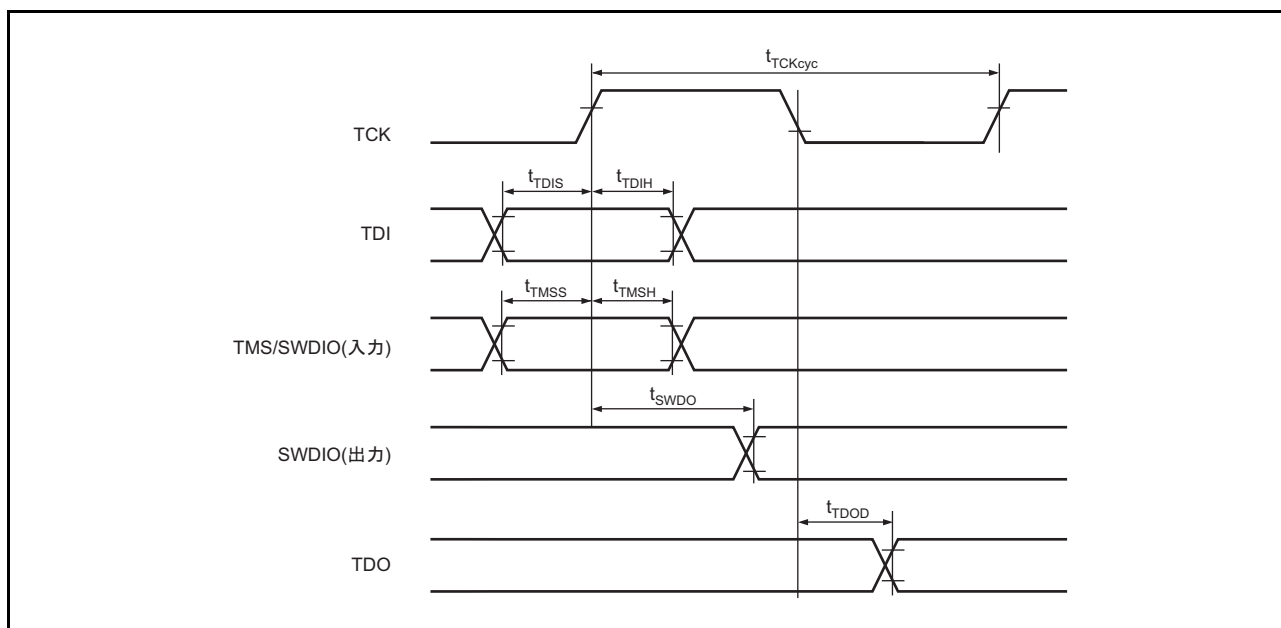 tTCKcyc
TCK
tTDIS tTDIH
TDI
tTMSS tTMSH
TMS/SWDIO(入力)
tSWDO
SWDIO(出力)
tTDOD
TDO